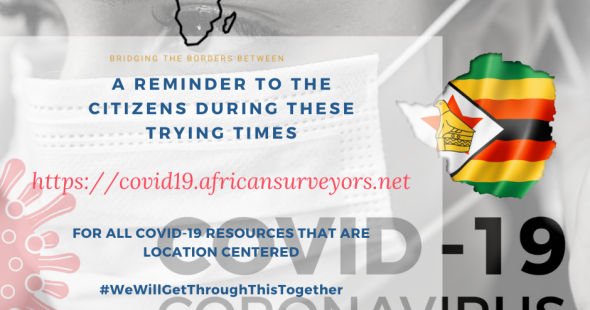 BRIDGING THE BORDERS BETWEEN
A REMINDER TO THE
CITIZENS DURING THESE
TRYING TIMES
https://covid19.africansurveyors.net
FOR ALL COVID-19 RESOURCES THAT ARE
LOCATION CENTERED
#WeWillGetThroughThisTogether
COVID-19
CORONAVIRUS